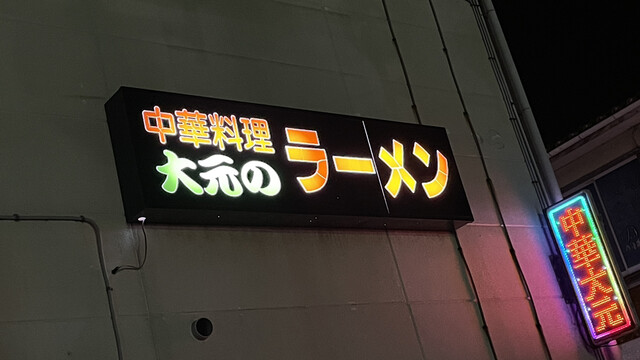 中華料理
大元の
ラーメン
中華大元